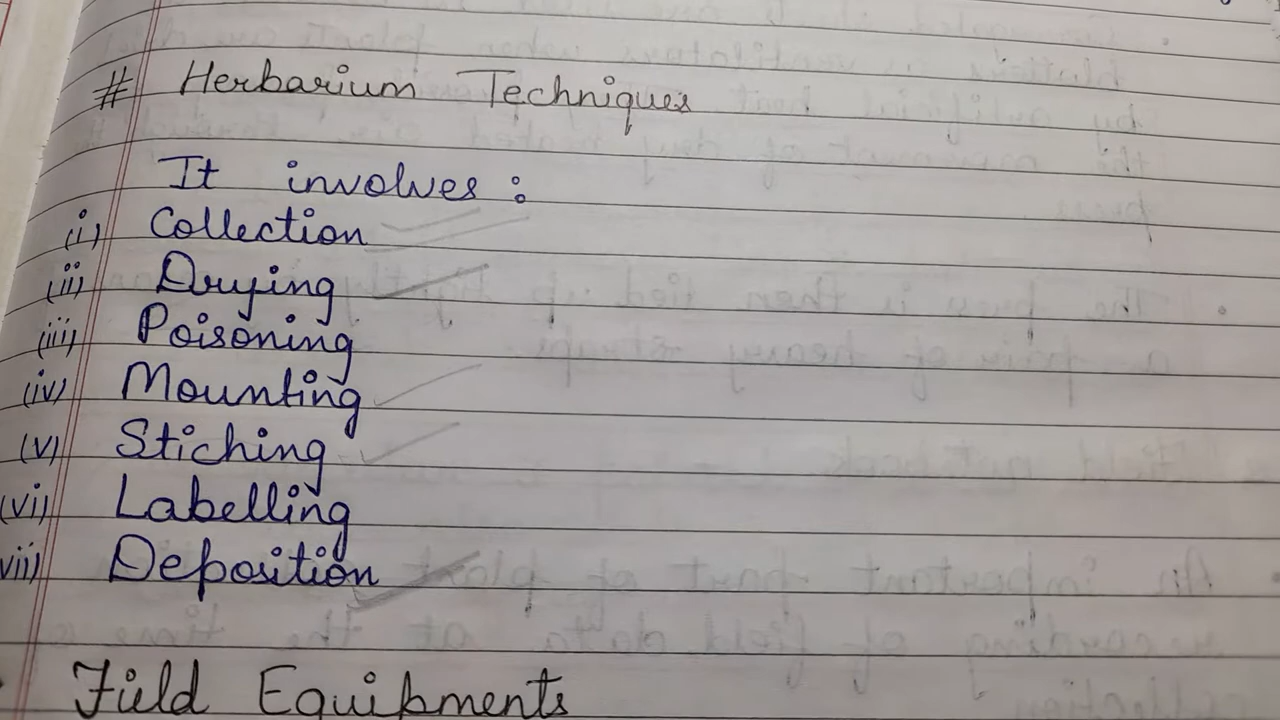 # Herbarium Techniques
It involves :
(i) Collection
(ii) Drying
(iii) Poisoning
(iv) Mounting
(v) Stiching
(vi) Labelling
vii) Deposition
Field Equipments